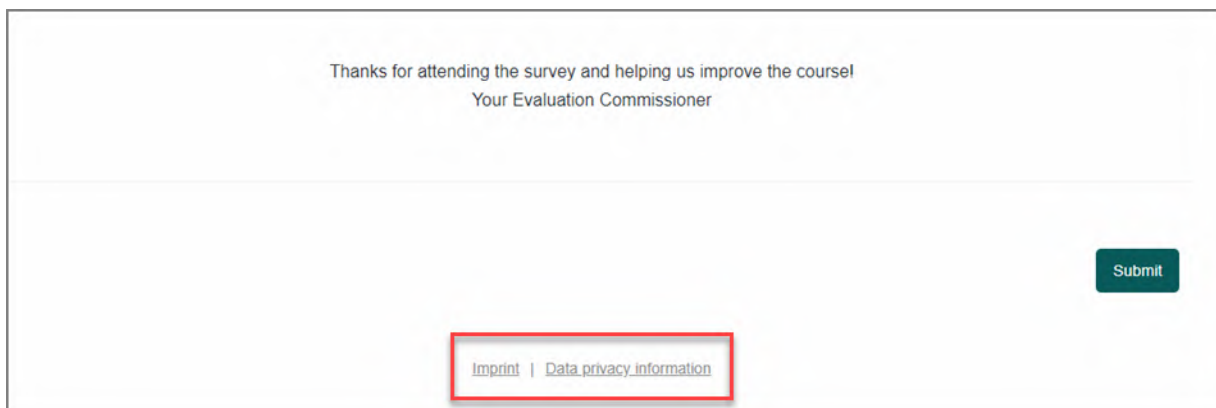 Thanks for attending the survey and helping us improve the course!
Your Evaluation Commissioner
Submit
Imprint | Data privacy information